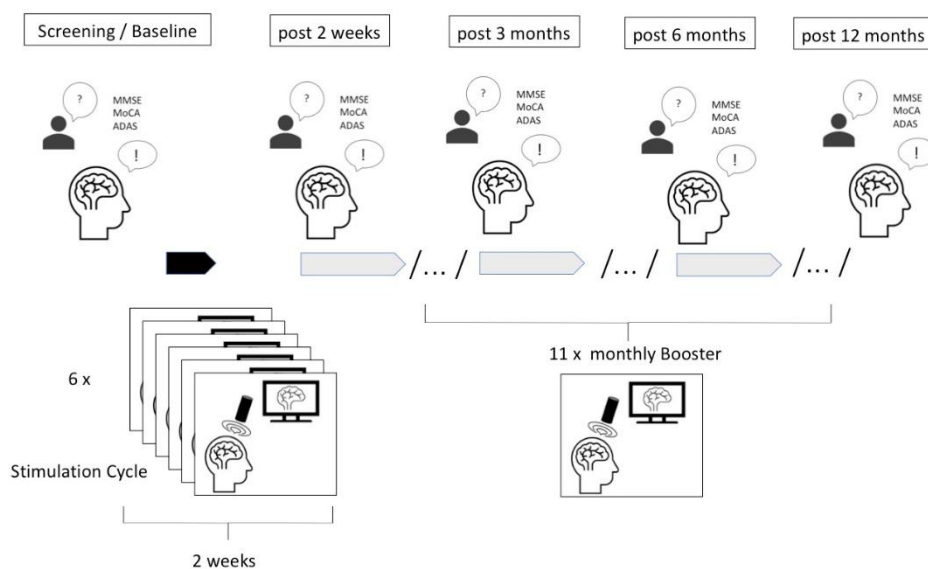 Screening / Baseline
post 2 weeks
post 3 months
post 6 months
post 12 months
?
MMSE
MoCA
ADAS
!
?
MMSE
MoCA
ADAS
!
?
MMSE
MoCA
ADAS
!
?
MMSE
MoCA
ADAS
!
?
MMSE
MoCA
ADAS
!
/... /
/... /
/... /
6 x
Stimulation Cycle
2 weeks
11 x monthly Booster